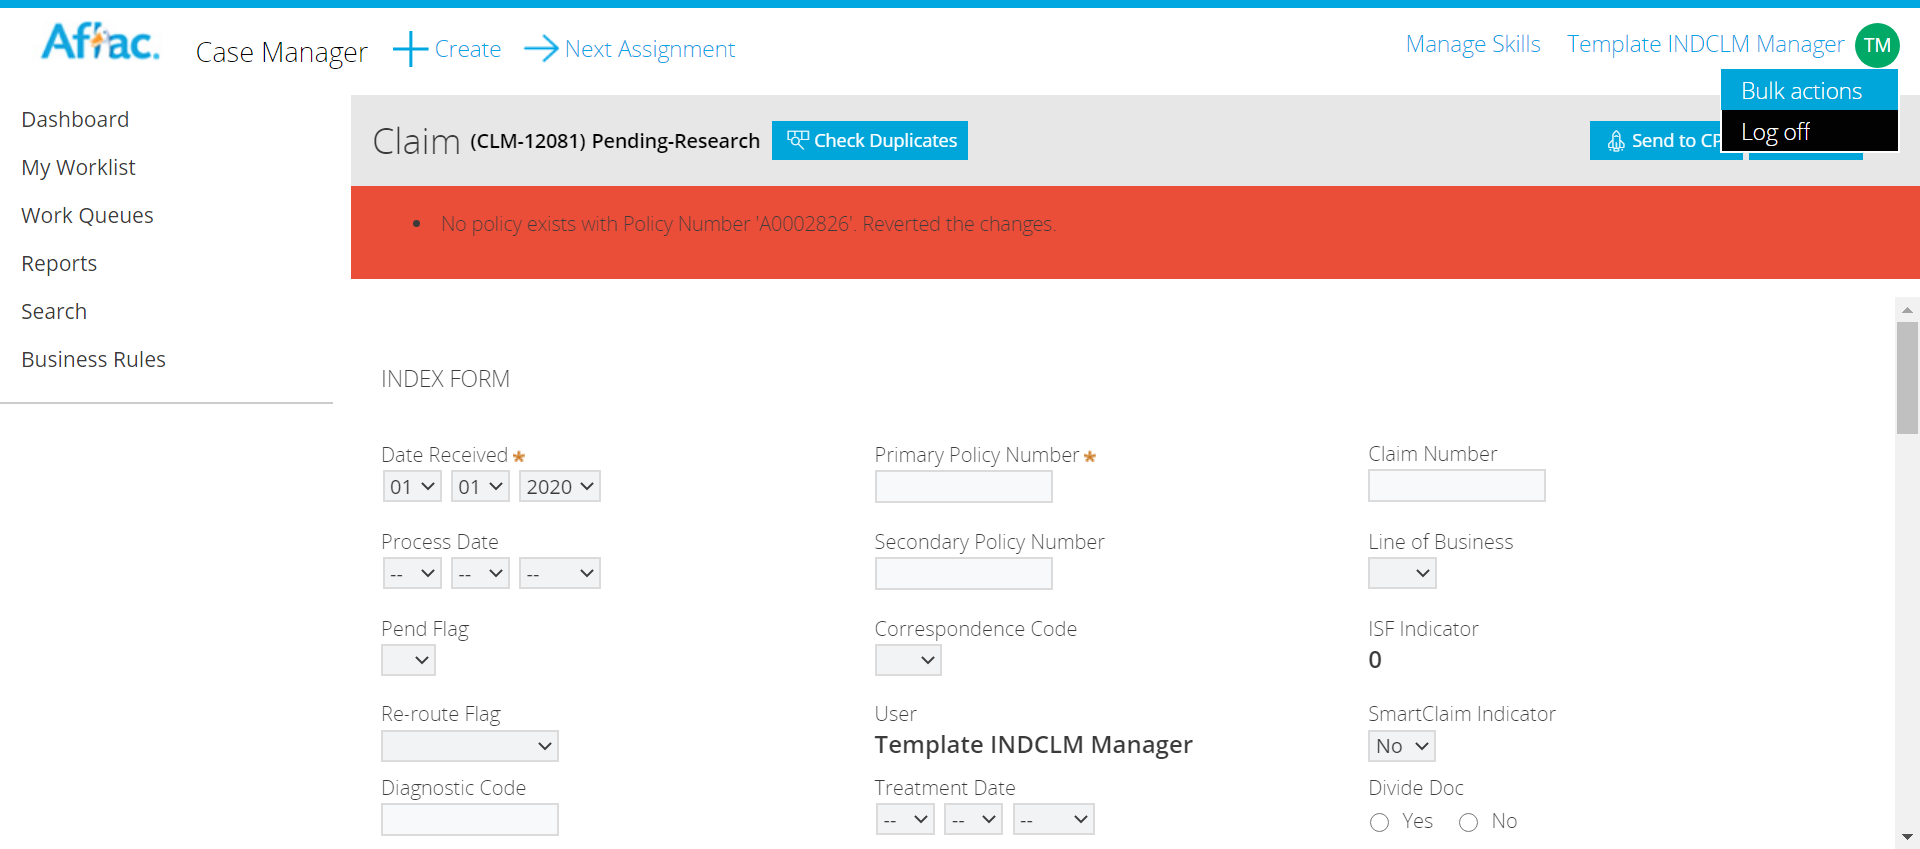 Aflac.
Case Manager
Create
Next Assignment
Manage Skills
Template INDCLM Manager
TM
Bulk actions
Log off
Dashboard
My Worklist
Work Queues
Reports
Search
Business Rules
Claim (CLM-12081) Pending-Research
Check Duplicates
Send to
• No policy exists with Policy Number 'A0002826'. Reverted the changes.
INDEX FORM
Date Received * Primary Policy Number * Claim Number
01 01 2020
Process Date Secondary Policy Number Line of Business
-- -- --
Pend Flag Correspondence Code ISF Indicator
0
Re-route Flag User SmartClaim Indicator
Template INDCLM Manager No
Diagnostic Code Treatment Date Divide Doc
-- -- -- Yes No